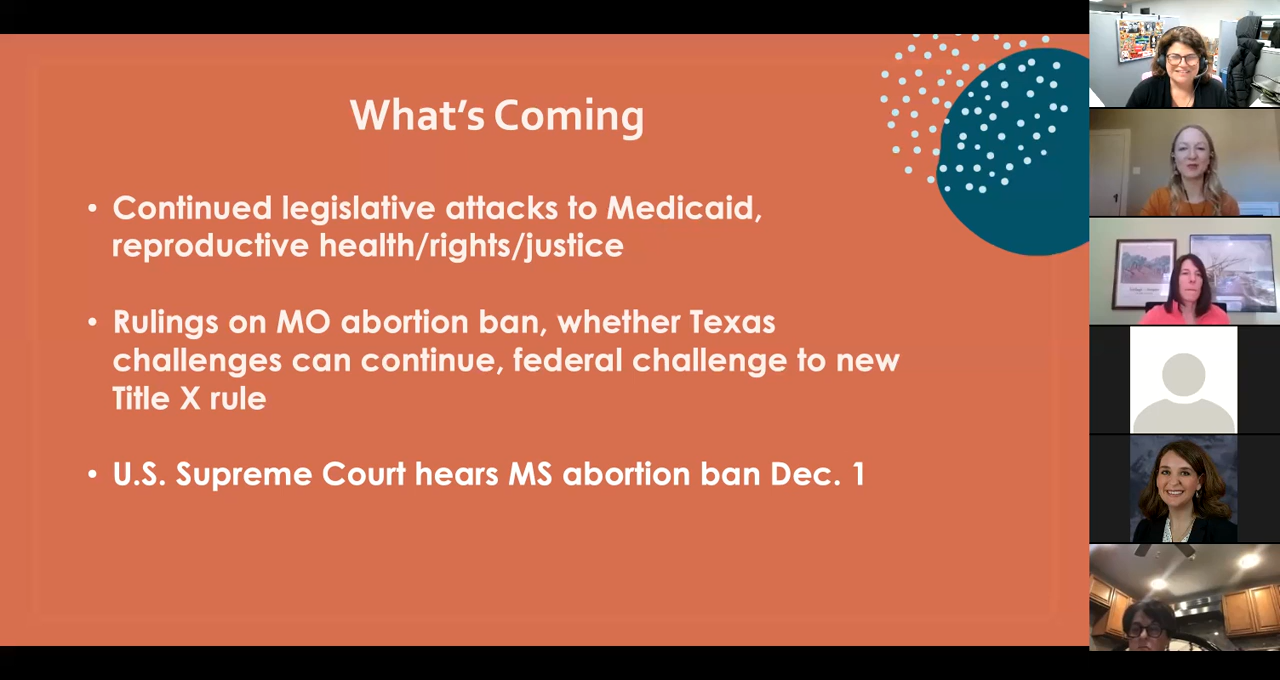 What's Coming
• Continued legislative attacks to Medicaid,
reproductive health/rights/justice
• Rulings on MO abortion ban, whether Texas
challenges can continue, federal challenge to new
Title X rule
• U.S. Supreme Court hears MS abortion ban Dec. 1